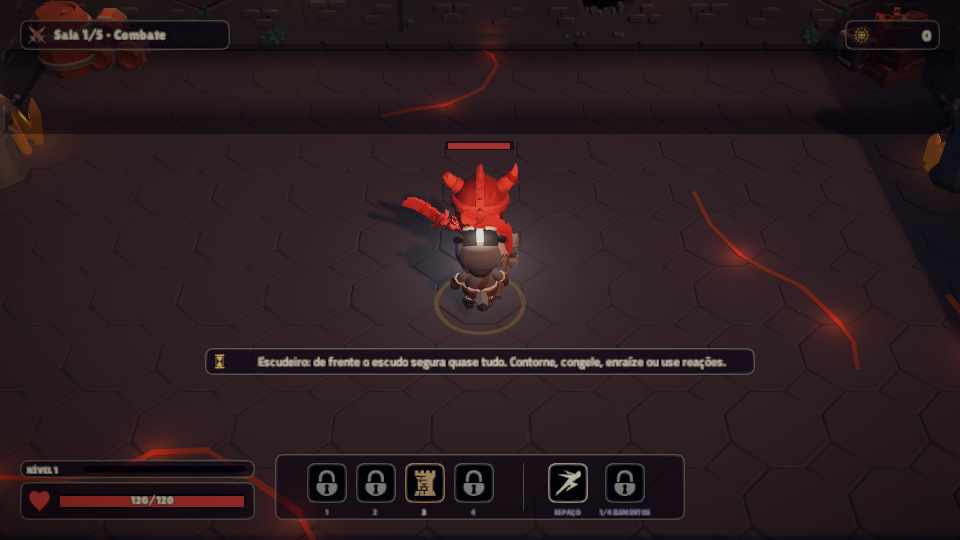 Sala 1/5 - Combate
0
Escudeiro: de frente o escudo segura quase tudo. Contorne, congele, enraíze ou use reações.
NÍVEL 1
120/120
1
2
3
4
ESPAÇO
1/4 ELEMENTOS